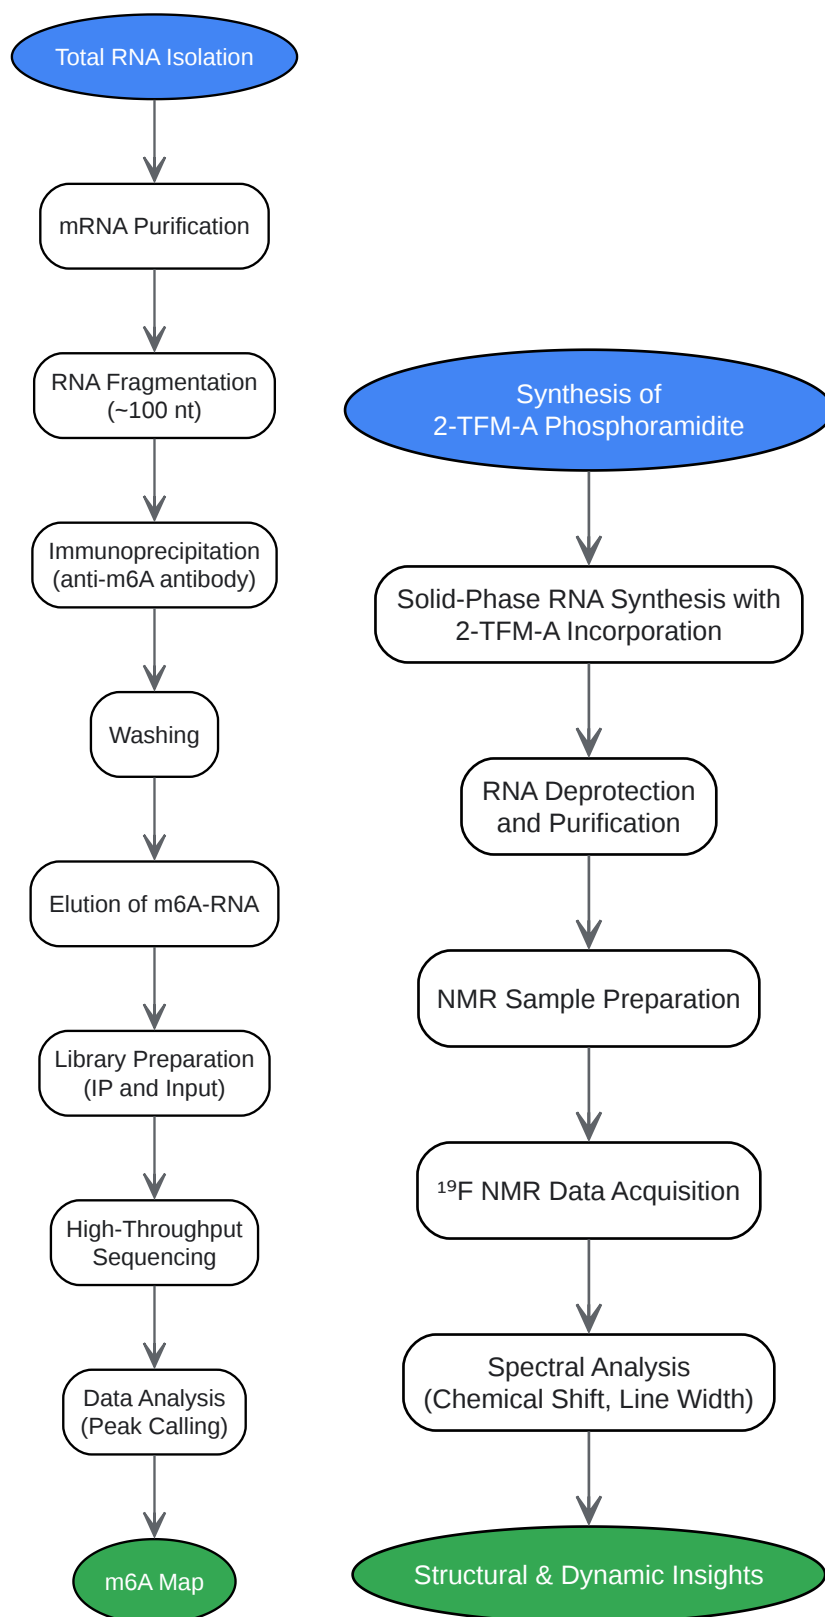 Total RNA Isolation
mRNA Purification
RNA Fragmentation
(~100 nt)
Immunoprecipitation
(anti-m6A antibody)
Washing
Elution of m6A-RNA
Library Preparation
(IP and Input)
High-Throughput
Sequencing
Data Analysis
(Peak Calling)
m6A Map
Synthesis of
2-TFM-A Phosphoramidite
Solid-Phase RNA Synthesis with
2-TFM-A Incorporation
RNA Deprotection
and Purification
NMR Sample Preparation
¹⁹F NMR Data Acquisition
Spectral Analysis
(Chemical Shift, Line Width)
Structural & Dynamic Insights